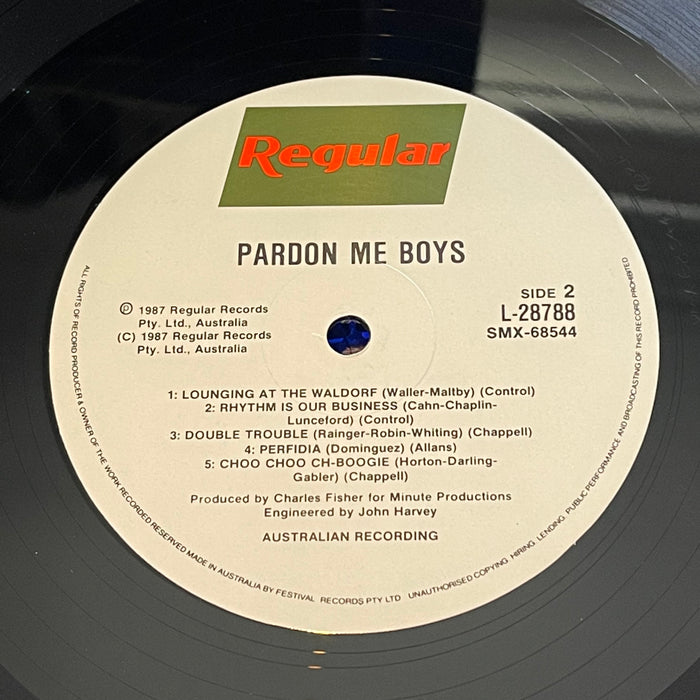 Regular
PARDON ME BOYS
SIDE 2
L-28788
SMX-68544
Ⓟ 1987 Regular Records
Pty. Ltd., Australia
(C) 1987 Regular Records
Pty. Ltd., Australia
1: LOUNGING AT THE WALDORF (Waller-Maltby) (Control)
2: RHYTHM IS OUR BUSINESS (Cahn-Chaplin-
Lunceford) (Control)
3: DOUBLE TROUBLE (Rainger-Robin-Whiting) (Chappell)
4: PERFIDIA (Dominguez) (Allans)
5: CHOO CHOO CH-BOOGIE (Horton-Darling-
Gabler) (Chappell)
Produced by Charles Fisher for Minute Productions
Engineered by John Harvey
AUSTRALIAN RECORDING
ALL RIGHTS OF RECORD PRODUCER & OWNER OF THE WORK RECORDED RESERVED MADE IN AUSTRALIA BY FESTIVAL RECORDS PTY LTD UNAUTHORISED COPYING HIRING LENDING PUBLIC PERFORMANCE AND BROADCASTING OF THIS RECORD PROHIBITED